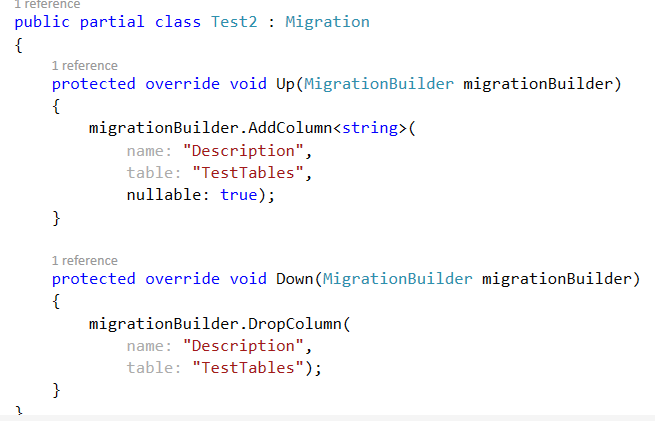 1 reference
public partial class Test2 : Migration
{
1 reference
protected override void Up(MigrationBuilder migrationBuilder)
{
migrationBuilder.AddColumn<string>(
name: "Description",
table: "TestTables",
nullable: true);
}
1 reference
protected override void Down(MigrationBuilder migrationBuilder)
{
migrationBuilder.DropColumn(
name: "Description",
table: "TestTables");
}
}